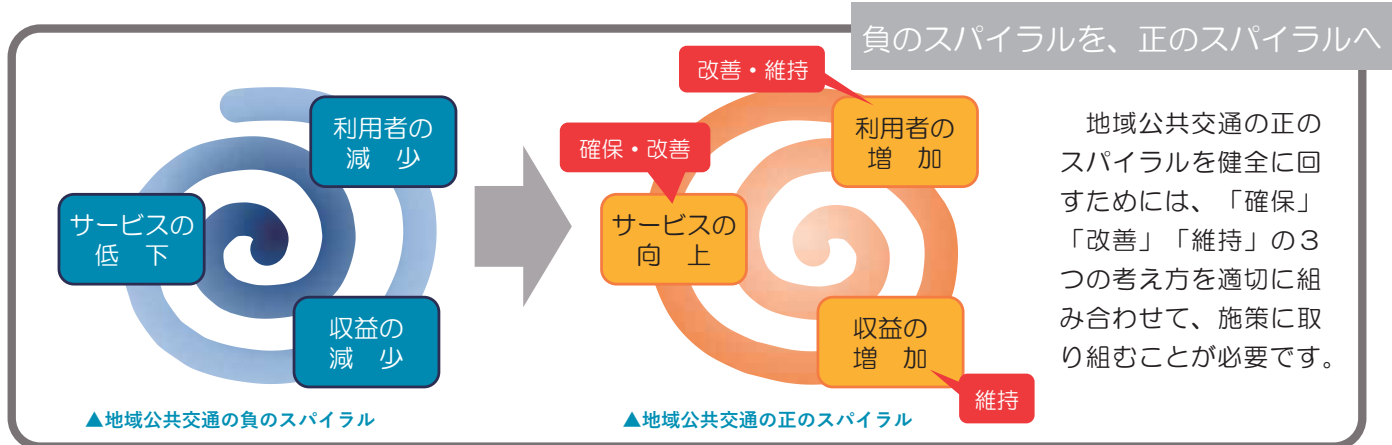 負のスパイラルを、正のスパイラルへ
利用者の
減 少
サービスの
低 下
収益の
減 少
▲地域公共交通の負のスパイラル
改善・維持
確保・改善
利用者の
増 加
サービスの
向 上
収益の
増 加
維持
▲地域公共交通の正のスパイラル
地域公共交通の正の
スパイラルを健全に回
すためには、「確保」
「改善」「維持」の3
つの考え方を適切に組
み合わせて、施策に取
り組むことが必要です。